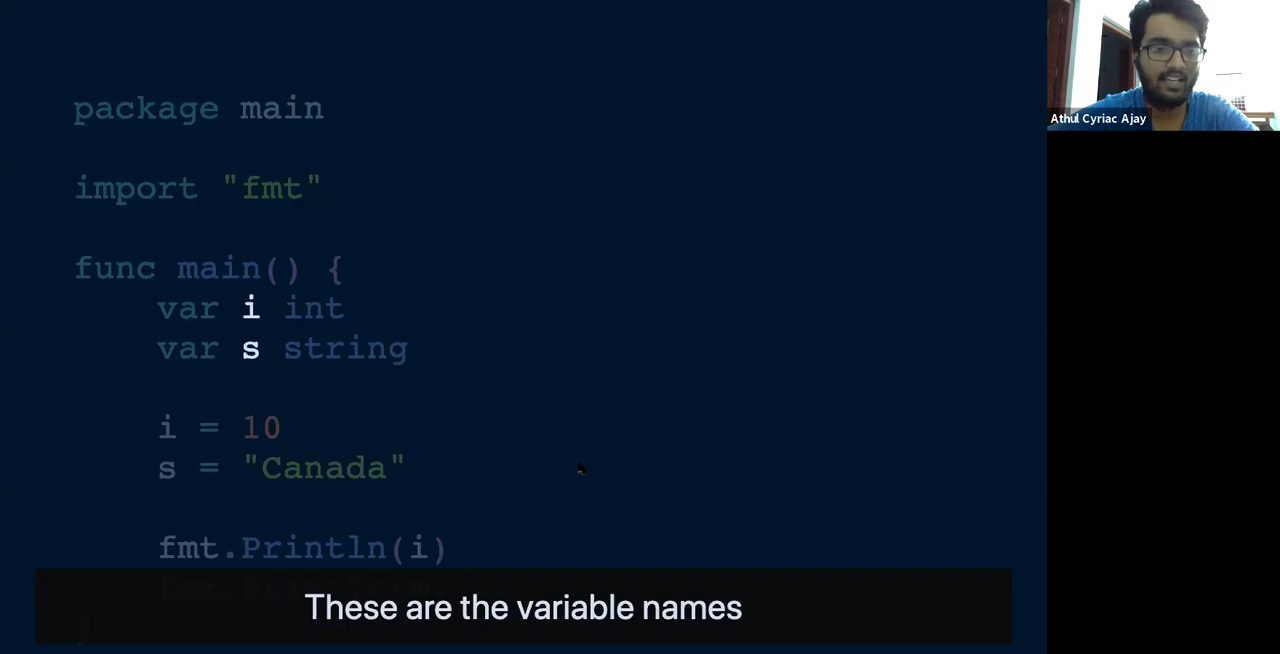 package main
import "fmt"
func main() {
var i int
var s string
i = 10
s = "Canada"
fmt.Println(i)
These are the variable names
Athul Cyriac Ajay